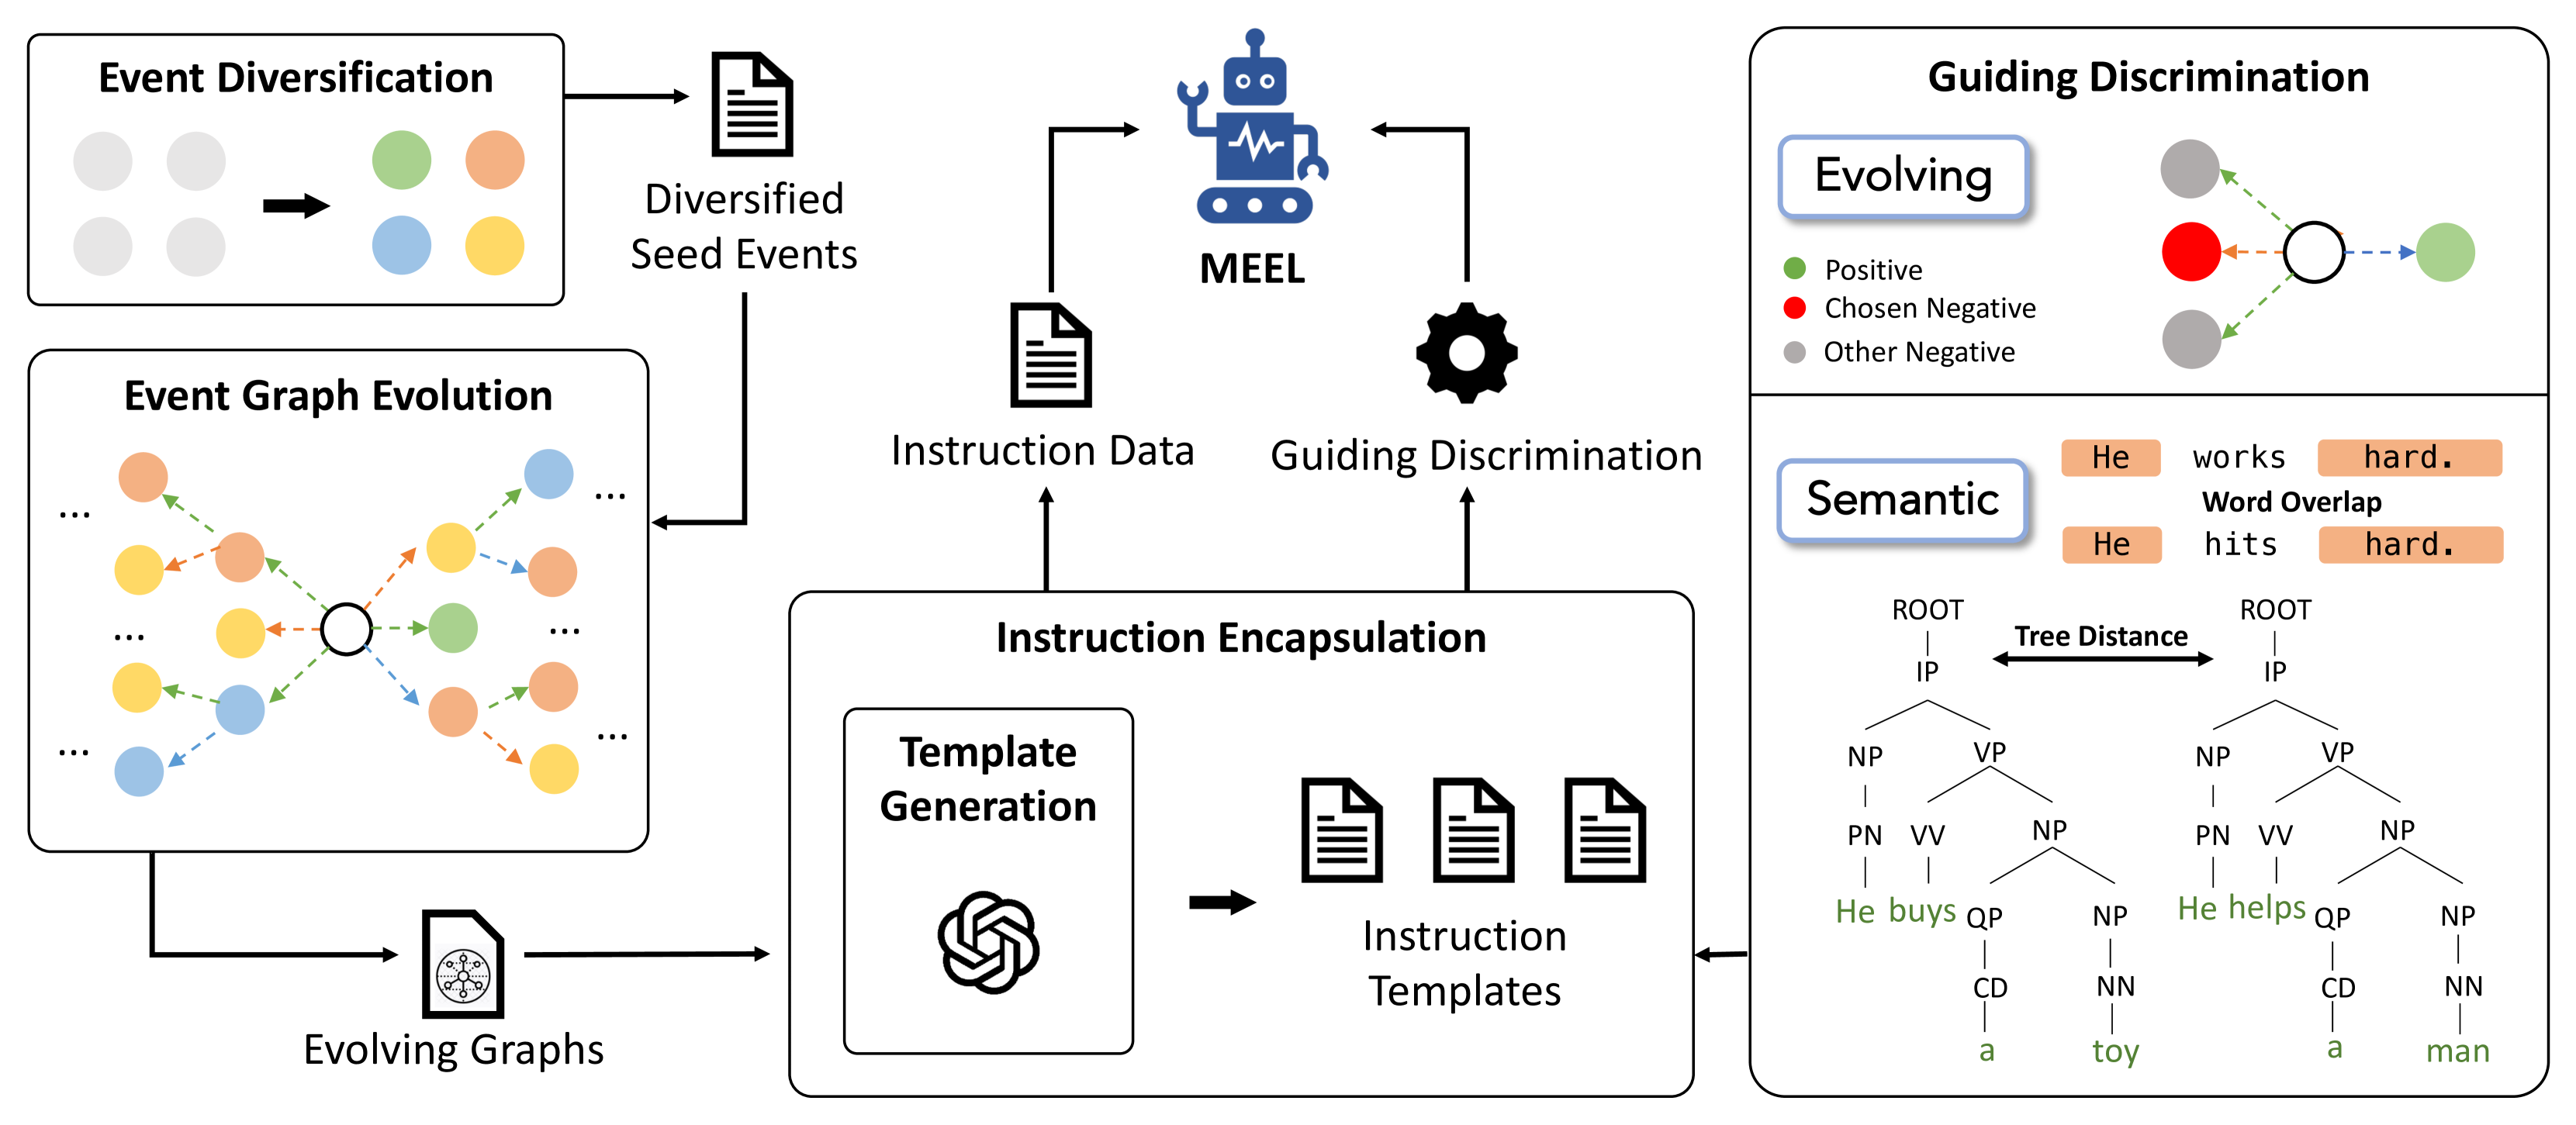 Event Diversification
Diversified
Seed Events
Event Graph Evolution
...
...
...
...
...
...
Evolving Graphs
MEEL
Instruction Data
Guiding Discrimination
Instruction Encapsulation
Template
Generation
Instruction
Templates
Guiding Discrimination
Evolving
Positive
Chosen Negative
Other Negative
Semantic
He works hard.
Word Overlap
He hits hard.
ROOT ROOT
Tree Distance
IP IP
NP VP NP VP
PN VV NP PN VV NP
He buys QP NP He helps QP NP
CD NN CD NN
a toy a man